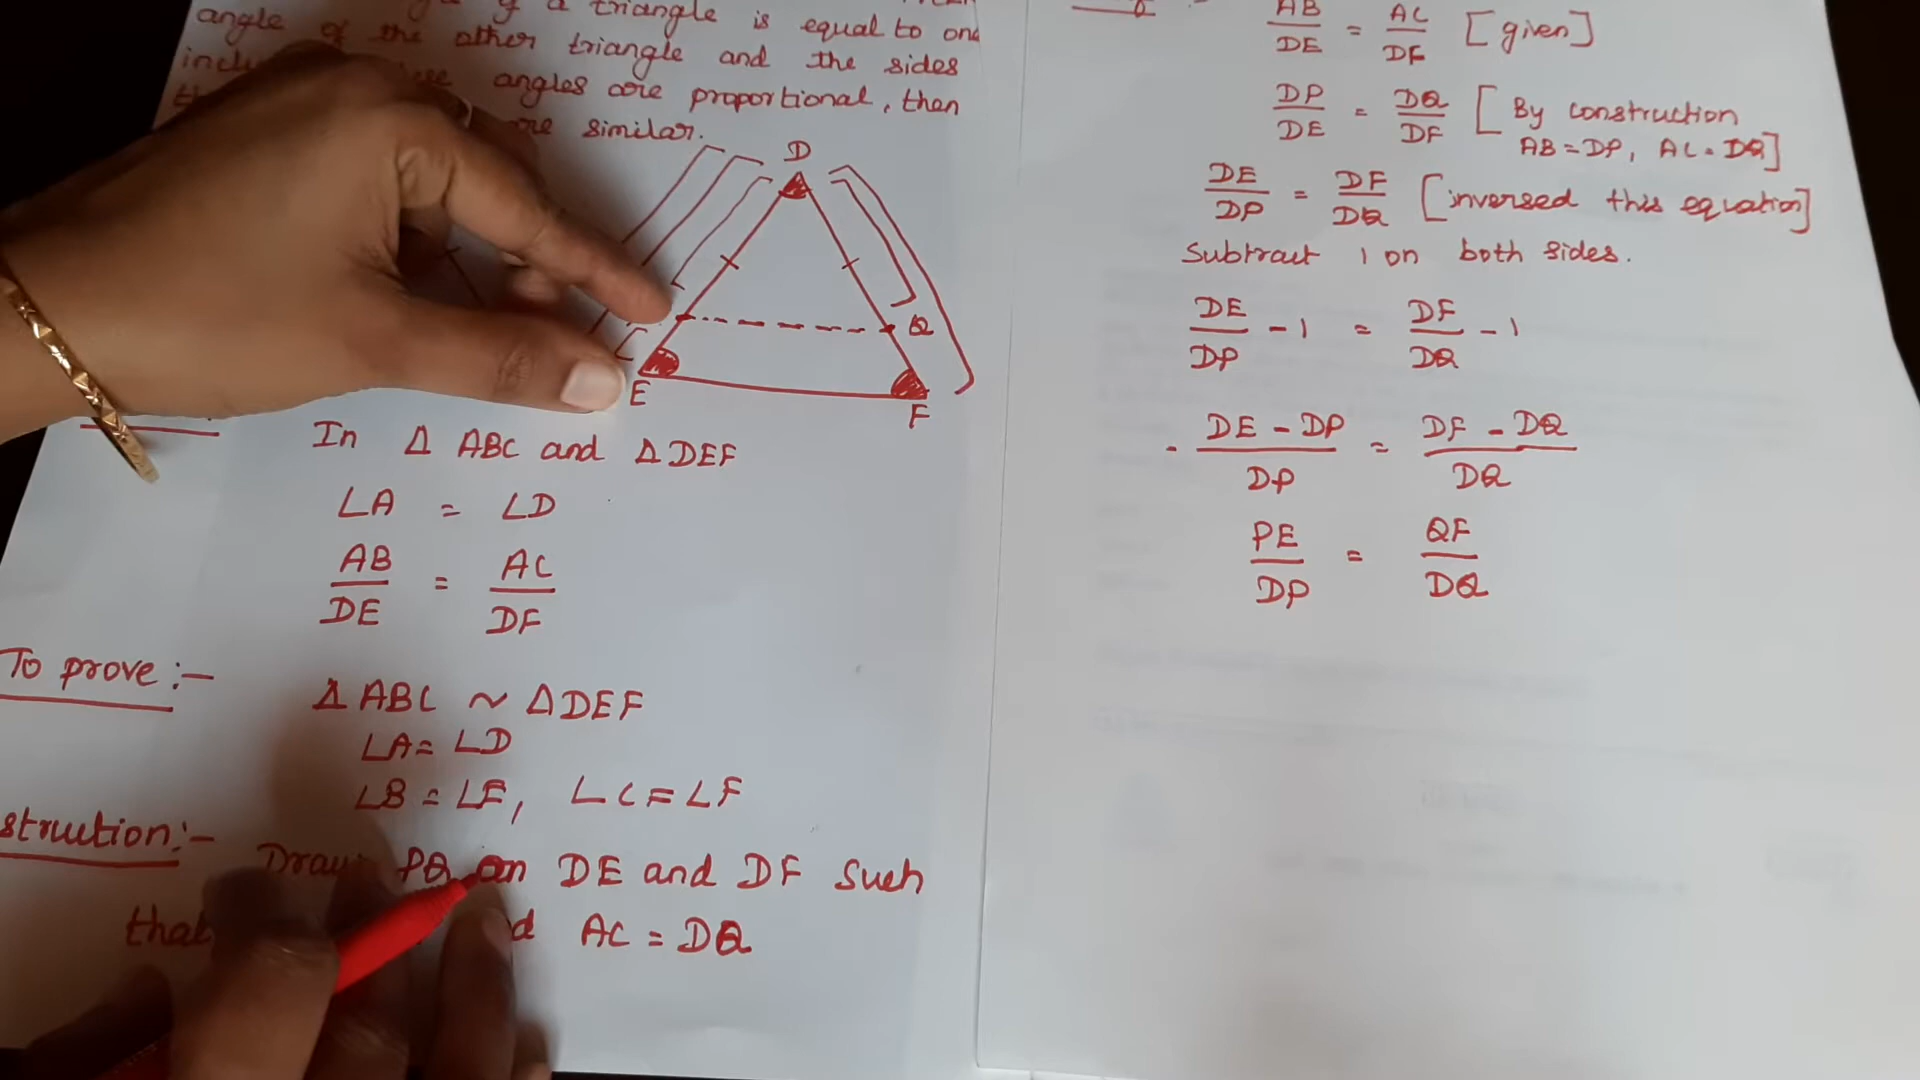 a triangle is equal to one
angle of the other triangle and the sides
angles are proportional, then
are similar.
D
Q
E
F
In Δ ABC and Δ DEF
∠A = ∠D
AB/DE = AC/DF
To prove :-
Δ ABC ~ Δ DEF
∠A = ∠D
∠B = ∠E, ∠C = ∠F
struction:-
Draw PQ on DE and DF Such
that AC = DQ
AB/DE = AC/DF [given]
DP/DE = DQ/DF [By construction
AB = DP, AC = DQ]
DE/DP = DF/DQ [inversed this equation]
Subtract 1 on both sides.
DE/DP - 1 = DF/DQ - 1
DE - DP/DP = DF - DQ/DQ
PE/DP = QF/DQ